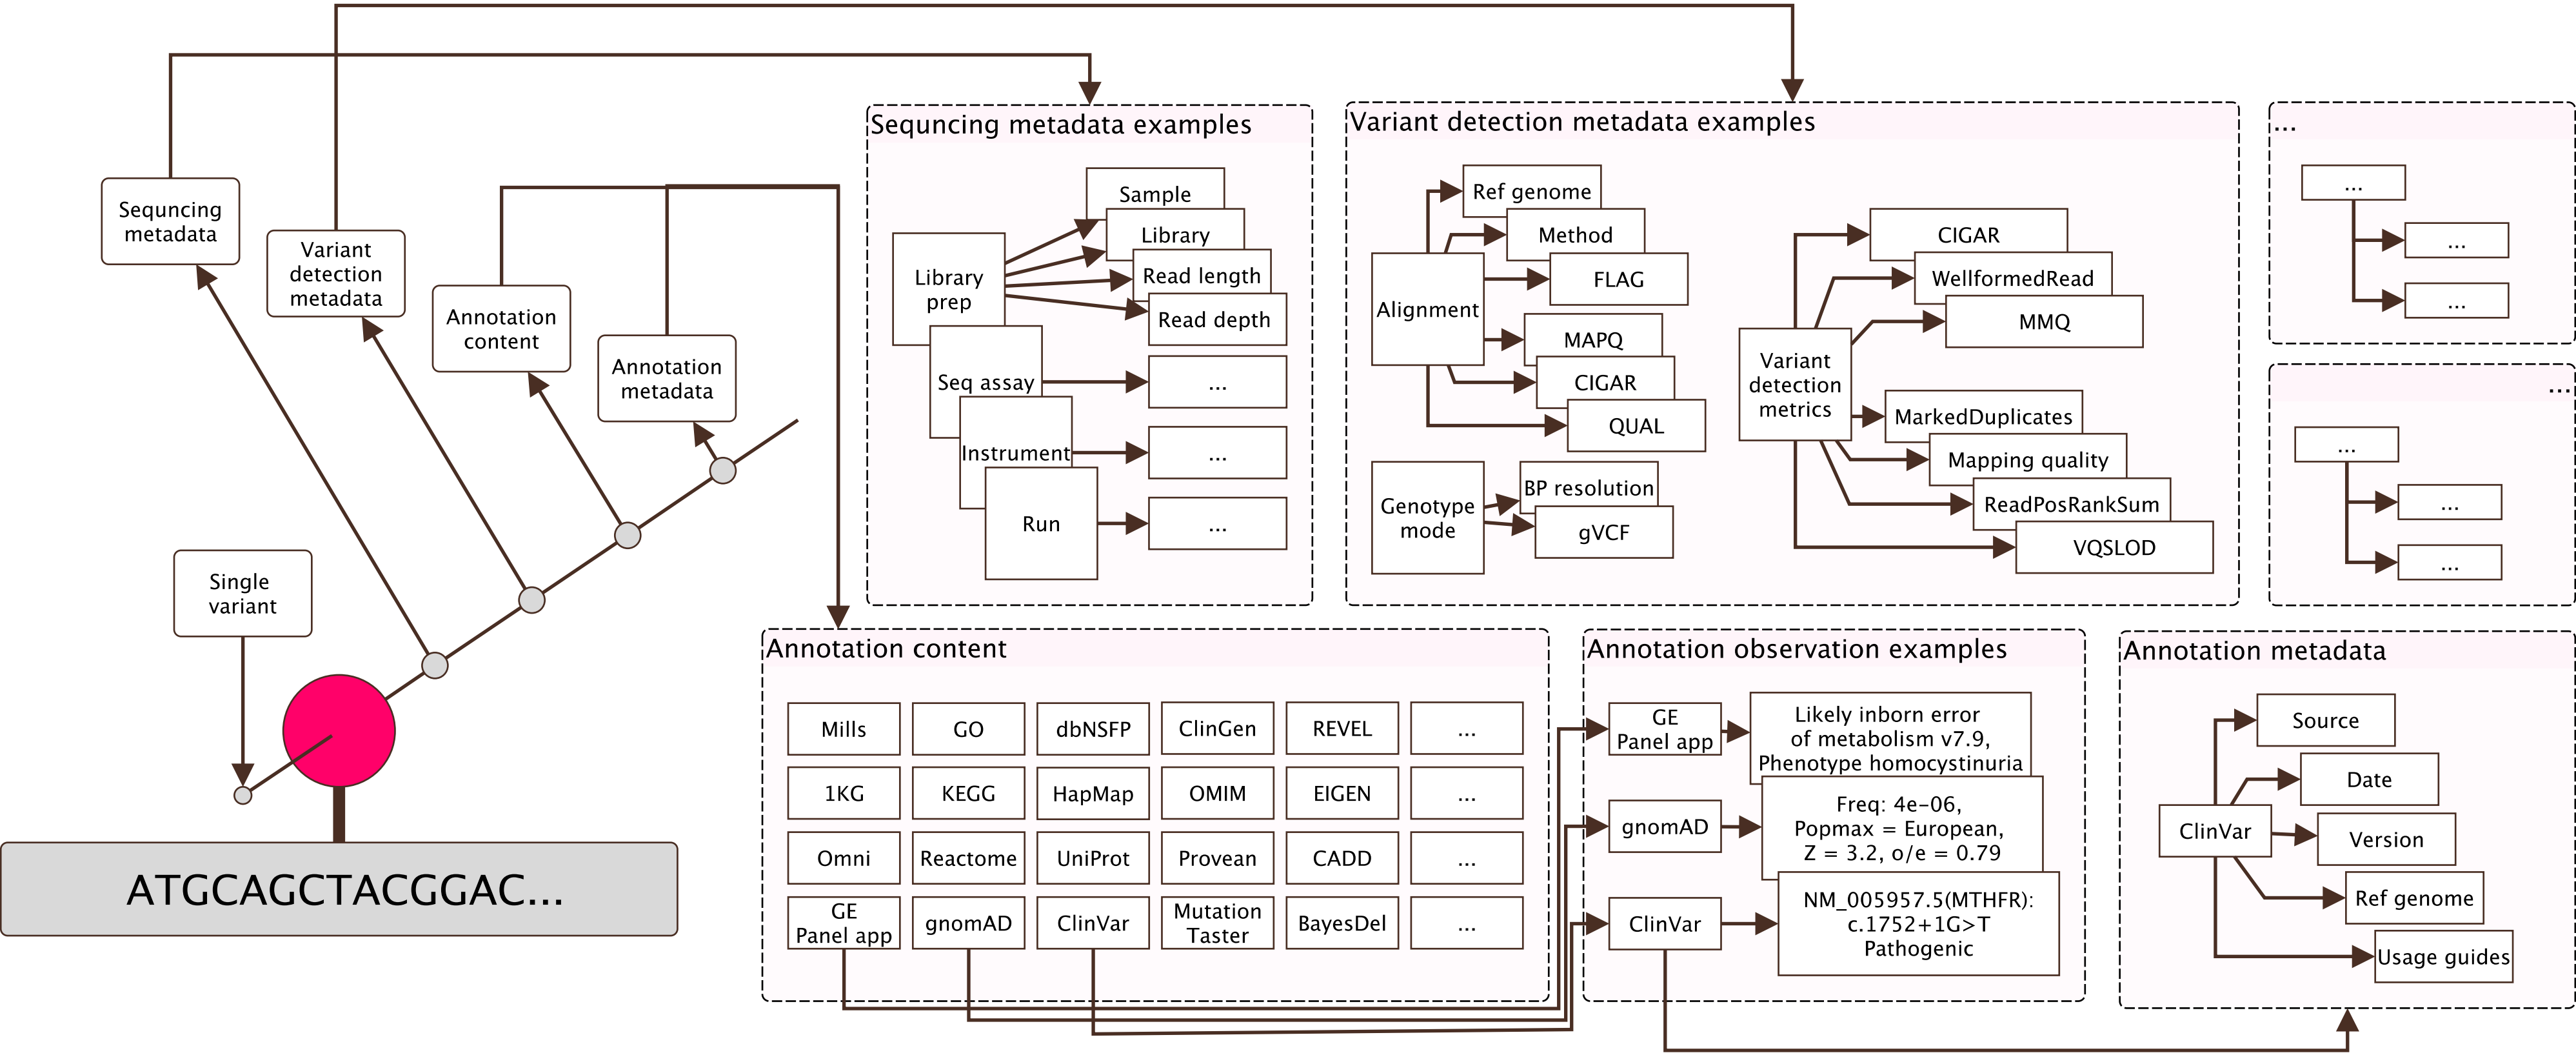 Sequncing
metadata
Variant
detection
metadata
Annotation
content
Annotation
metadata
Single
variant
ATGCAGCTACGGAC...
Sequncing metadata examples
Library
prep
Sample
Library
Read length
Read depth
Seq assay
...
Instrument
...
Run
...
Variant detection metadata examples
Alignment
Ref genome
Method
FLAG
MAPQ
CIGAR
QUAL
Genotype
mode
BP resolution
gVCF
Variant
detection
metrics
CIGAR
WellformedRead
MMQ
MarkedDuplicates
Mapping quality
ReadPosRankSum
VQSLOD
...
...
...
...
...
...
...
...
Annotation content
Mills
GO
dbNSFP
ClinGen
REVEL
...
1KG
KEGG
HapMap
OMIM
EIGEN
...
Omni
Reactome
UniProt
Provean
CADD
...
GE
Panel app
gnomAD
ClinVar
Mutation
Taster
BayesDel
...
Annotation observation examples
GE
Panel app
Likely inborn error
of metabolism v7.9,
Phenotype homocystinuria
gnomAD
Freq: 4e-06,
Popmax = European,
Z = 3.2, o/e = 0.79
ClinVar
NM_005957.5(MTHFR):
c.1752+1G>T
Pathogenic
Annotation metadata
ClinVar
Source
Date
Version
Ref genome
Usage guides